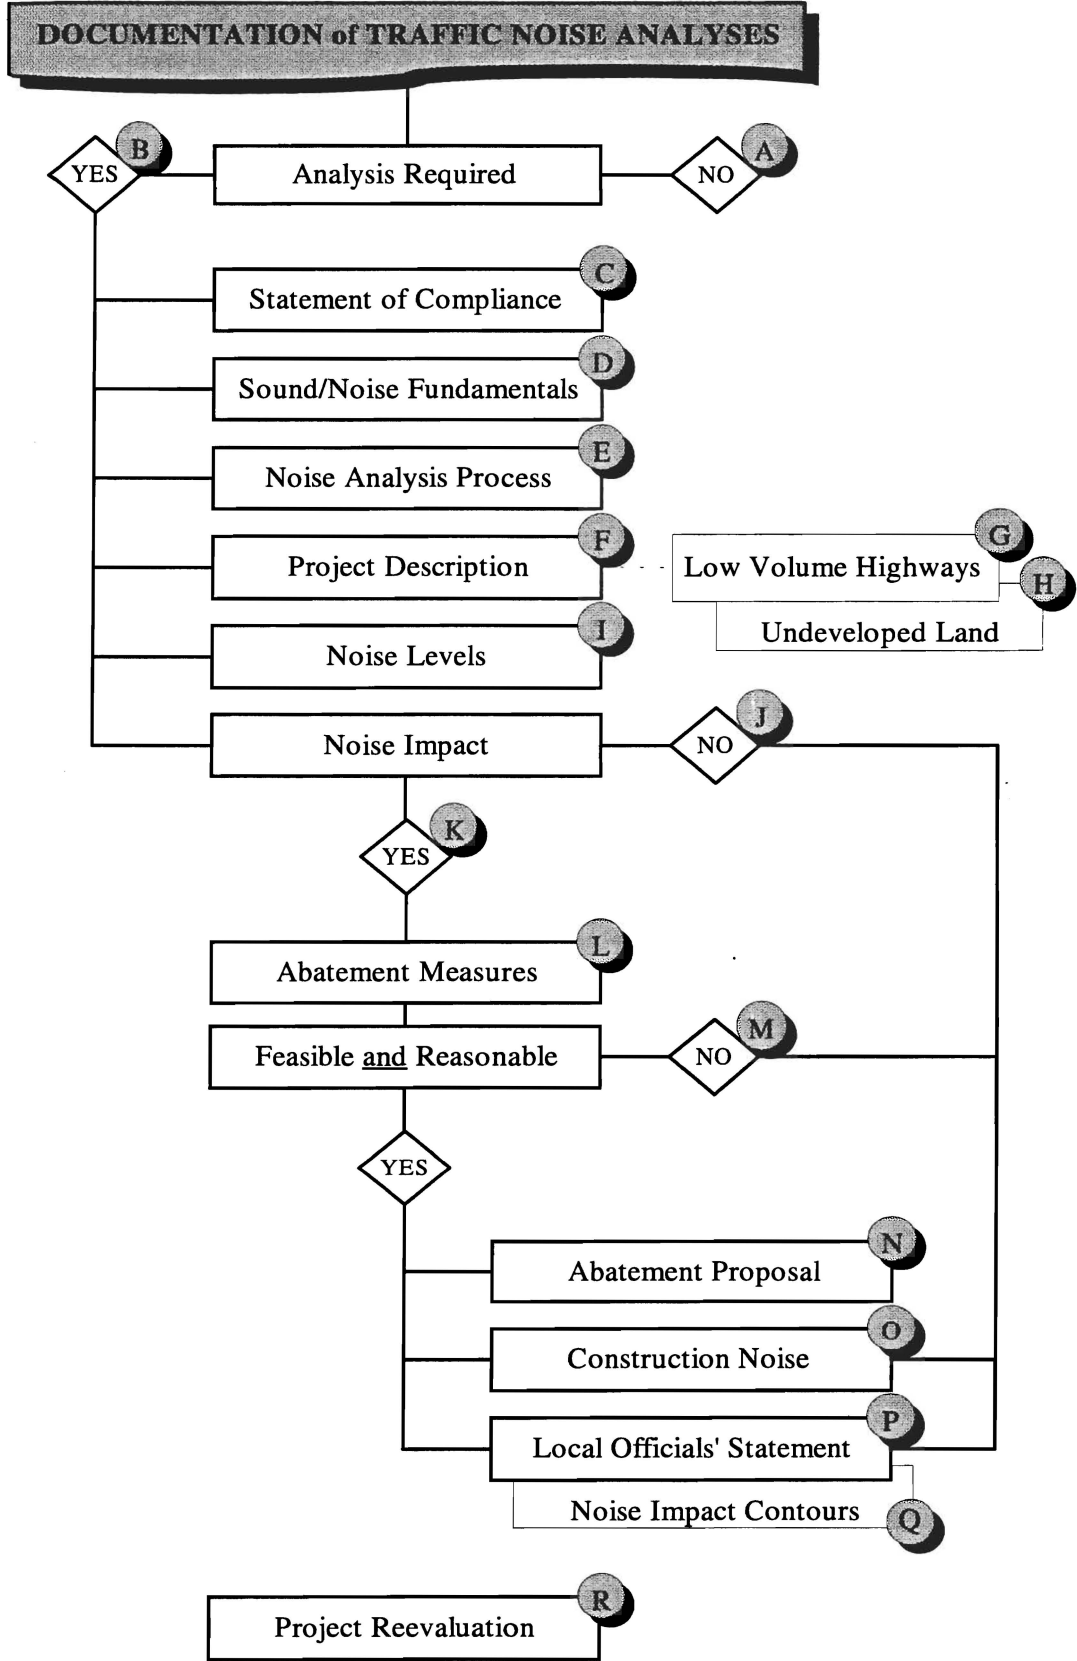 DOCUMENTATION of TRAFFIC NOISE ANALYSES
YES
B
Analysis Required
NO
A
C
Statement of Compliance
D
Sound/Noise Fundamentals
E
Noise Analysis Process
F
Project Description
G
Low Volume Highways
H
Undeveloped Land
I
Noise Levels
Noise Impact
NO
J
YES
K
L
Abatement Measures
Feasible and Reasonable
NO
M
YES
N
Abatement Proposal
O
Construction Noise
P
Local Officials' Statement
Noise Impact Contours
Q
R
Project Reevaluation